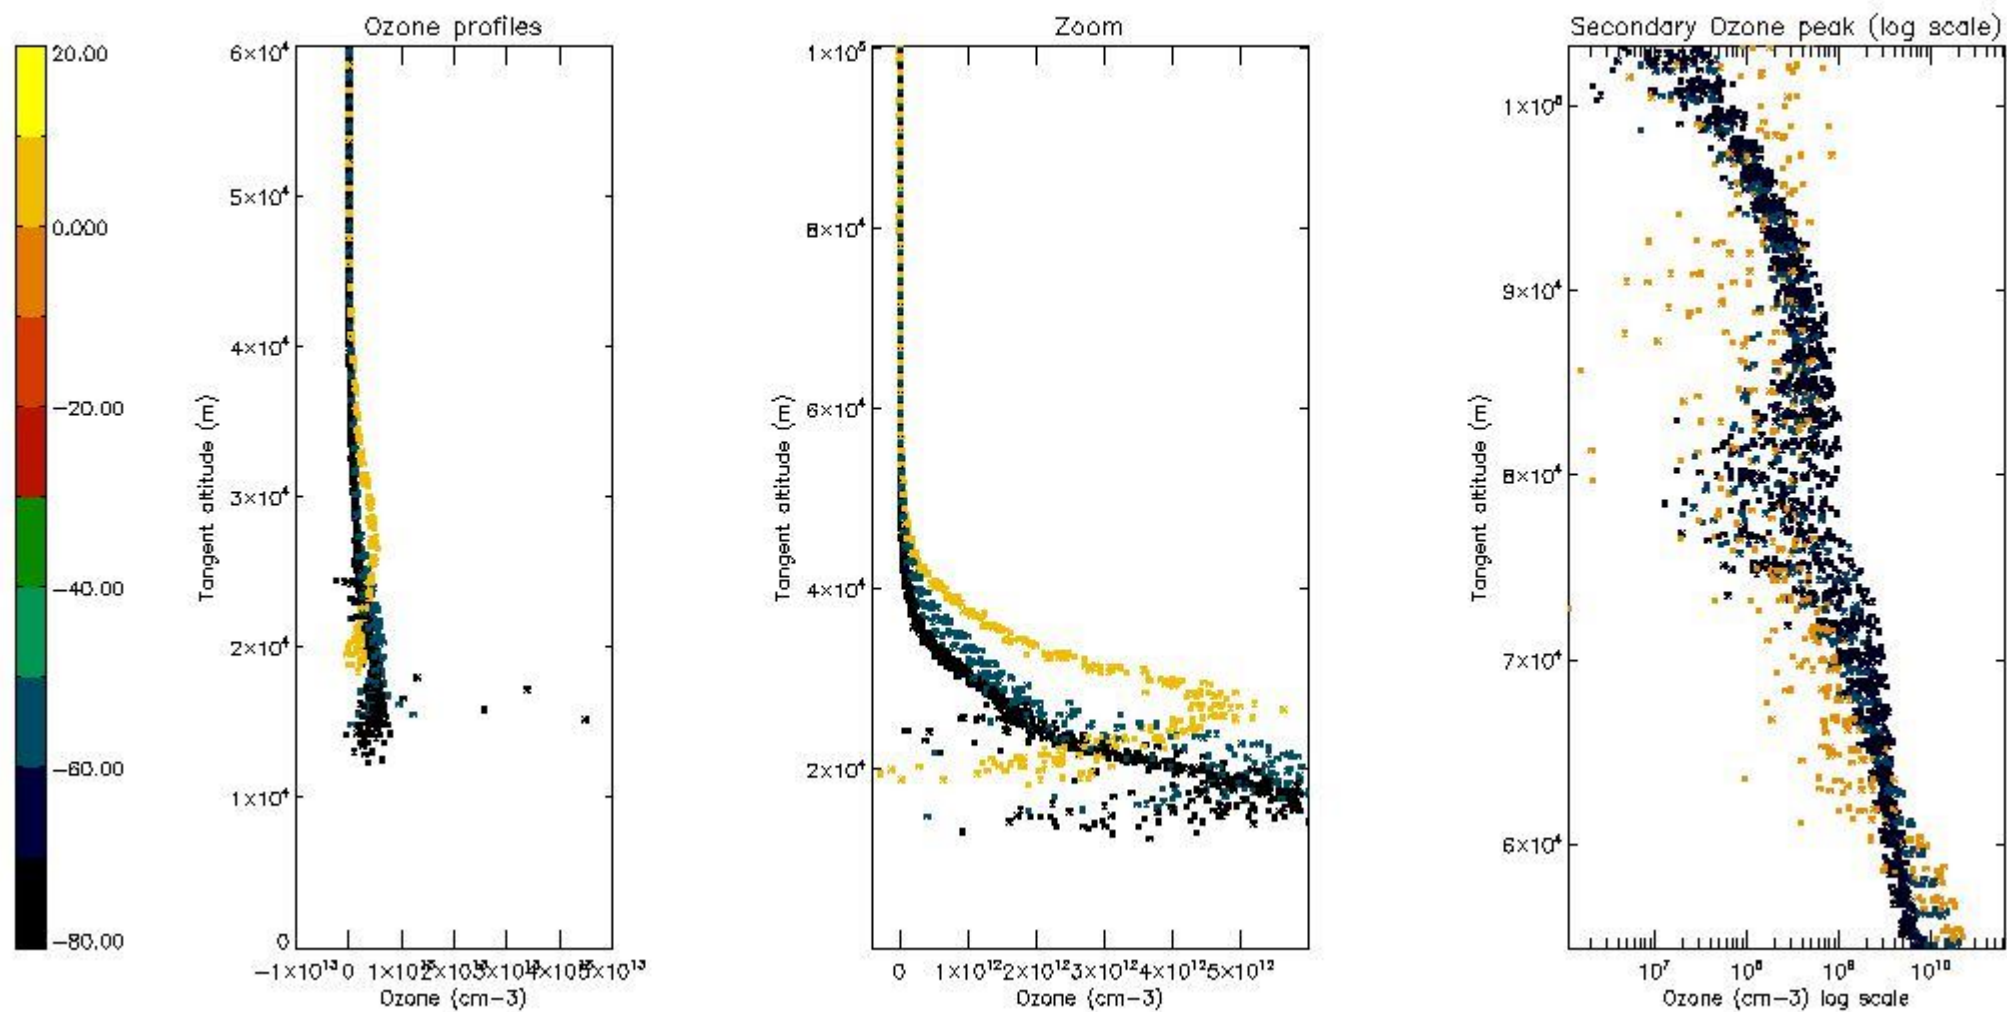 Ozone profiles
Zoom
Secondary Ozone peak (log scale)
20.00
0.000
−20.00
−40.00
−60.00
−80.00
6×10⁴
5×10⁴
4×10⁴
3×10⁴
2×10⁴
1×10⁴
0
Tangent altitude (m)
−1×10¹³ 0
Ozone (cm−3)
1×10⁵
8×10⁴
6×10⁴
4×10⁴
2×10⁴
Tangent altitude (m)
0 1×10¹² 2×10¹² 3×10¹² 4×10¹² 5×10¹²
Ozone (cm−3)
9×10⁴
8×10⁴
7×10⁴
6×10⁴
Tangent altitude (m)
10⁷ 10⁸ 10⁹ 10¹⁰
Ozone (cm−3) log scale